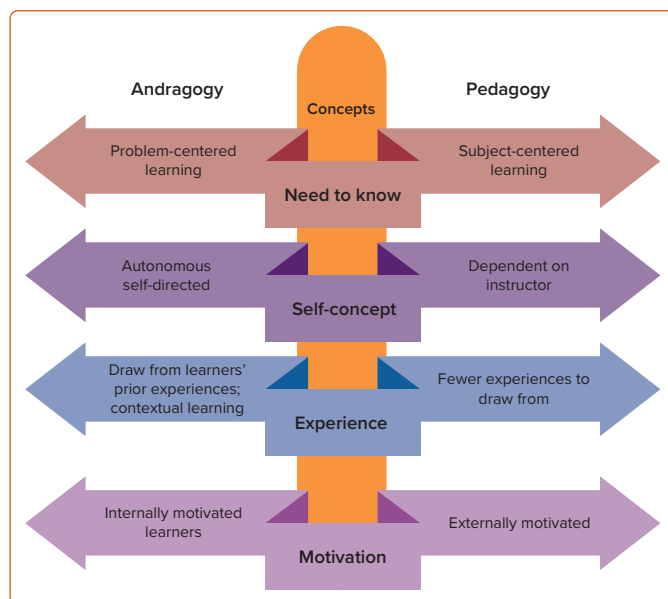 Andragogy
Concepts
Pedagogy
Problem-centered
learning
Need to know
Subject-centered
learning
Autonomous
self-directed
Self-concept
Dependent on
instructor
Draw from learners’
prior experiences;
contextual learning
Experience
Fewer experiences to
draw from
Internally motivated
learners
Motivation
Externally motivated